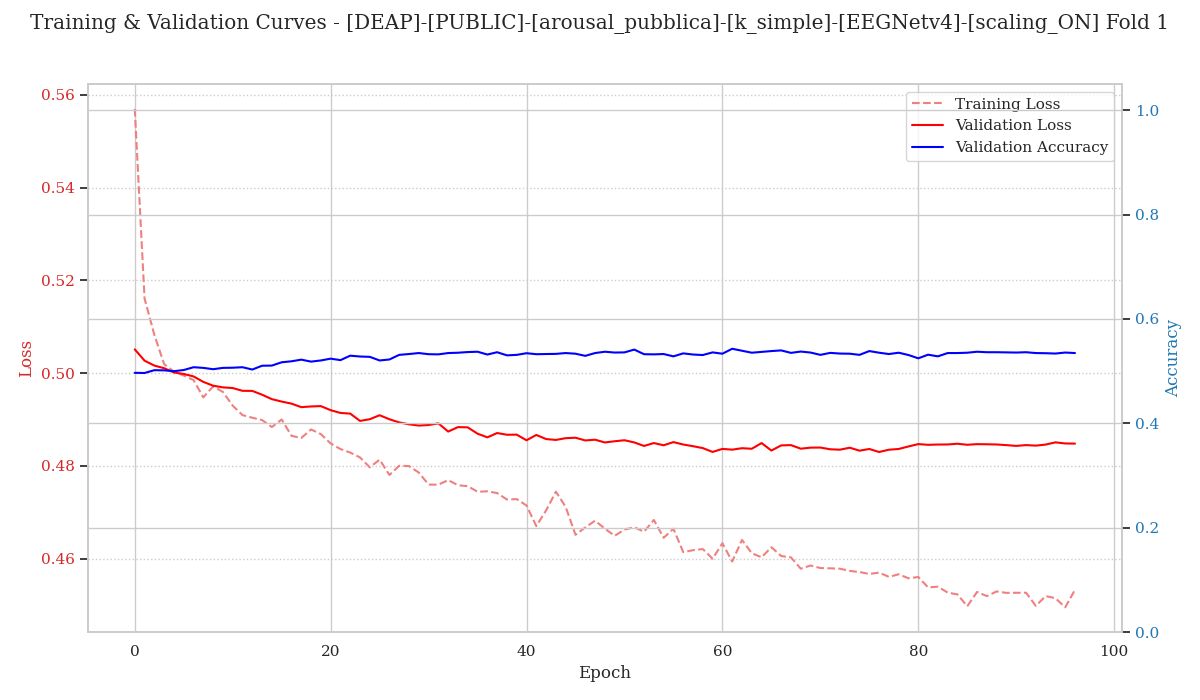 Training & Validation Curves - [DEAP]-[PUBLIC]-[arousal_pubblica]-[k_simple]-[EEGNetv4]-[scaling_ON] Fold 1
Training Loss
Validation Loss
Validation Accuracy
Loss
0.56
0.54
0.52
0.50
0.48
0.46
1.0
0.8
0.6
0.4
0.2
0.0
Accuracy
0
20
40
60
80
100
Epoch